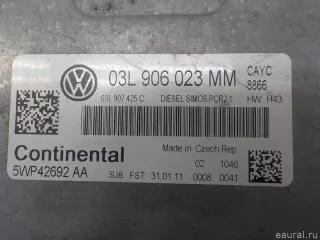 03L 906 023 MM CAYC
8866
03L 907 425 C DIESEL SIMOS PCR2.1 HW H43
Continental
Made in Czech Rep
5WP42692 AA
02 1046
SJ8 FST 31.01.11 0008 0041
eaural.ru